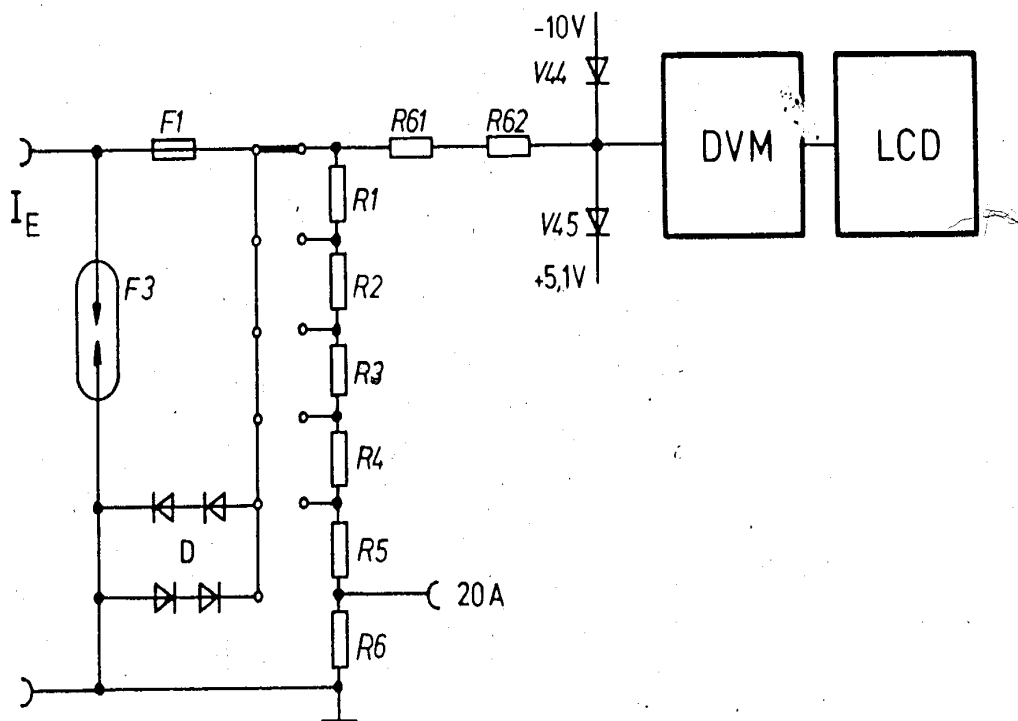 -10V
V44
F1
R61
R62
DVM
LCD
I_E
R1
V45
+5,1V
F3
R2
R3
R4
D
R5
20A
R6